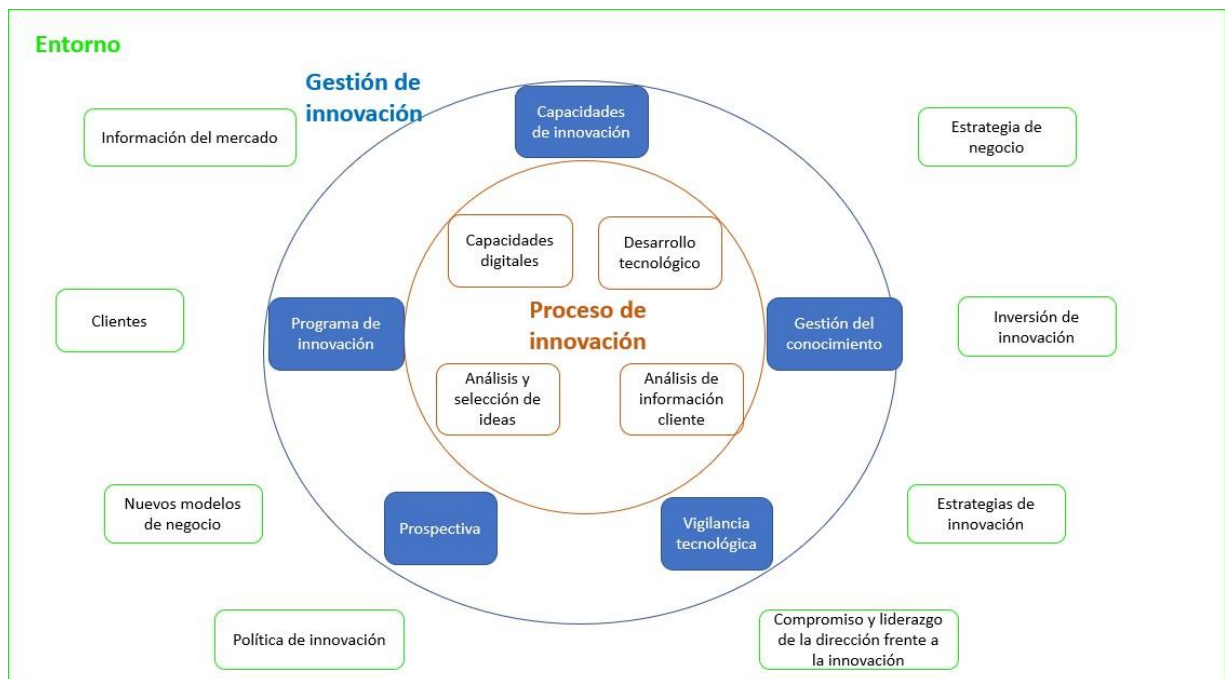 Entorno
Gestión de
innovación
Capacidades
de innovación
Información del mercado
Estrategia de
negocio
Capacidades
digitales
Desarrollo
tecnológico
Clientes
Programa de
innovación
Proceso de
innovación
Gestión del
conocimiento
Inversión de
innovación
Análisis y
selección de
ideas
Análisis de
información
cliente
Nuevos modelos
de negocio
Prospectiva
Vigilancia
tecnológica
Estrategias de
innovación
Política de innovación
Compromiso y liderazgo
de la dirección frente a
la innovación